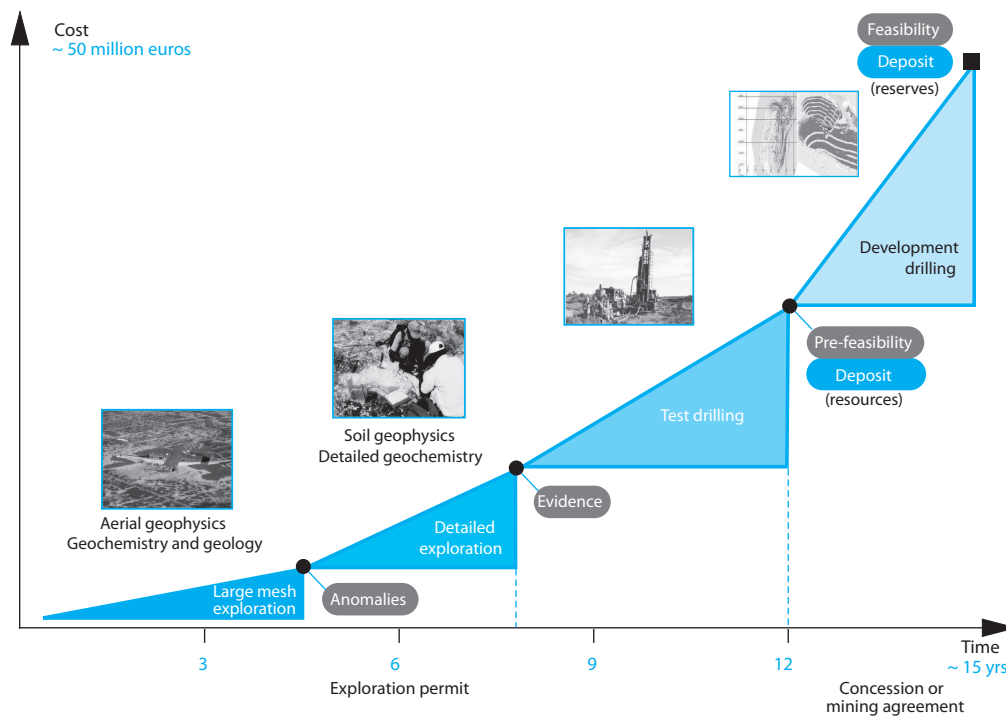 Cost
~ 50 million euros
Feasibility
Deposit
(reserves)
Development
drilling
Pre-feasibility
Deposit
(resources)
Test drilling
Soil geophysics
Detailed geochemistry
Evidence
Detailed
exploration
Aerial geophysics
Geochemistry and geology
Large mesh
exploration
Anomalies
3
6
9
12
Time
~ 15 yrs
Exploration permit
Concession or
mining agreement